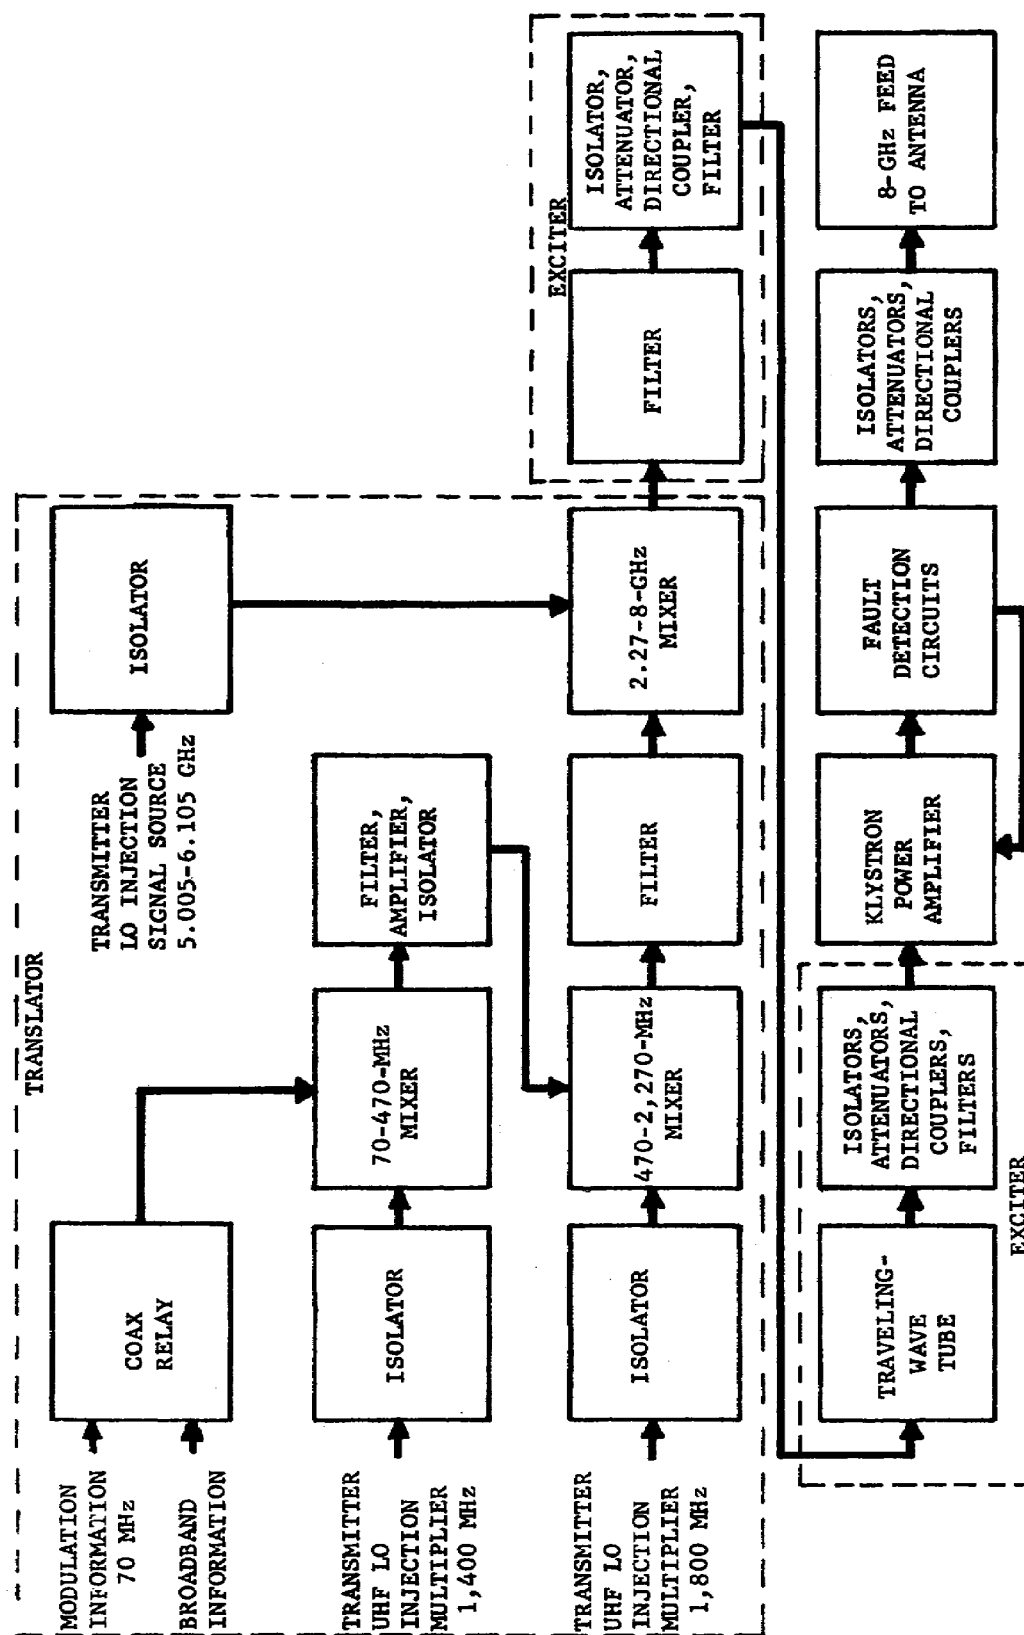 TRANSLATOR
MODULATION
INFORMATION
70 MHz
BROADBAND
INFORMATION
COAX
RELAY
TRANSMITTER
LO INJECTION
SIGNAL SOURCE
5.005-6.105 GHz
ISOLATOR
TRANSMITTER
UHF LO
INJECTION
MULTIPLIER
1,400 MHz
ISOLATOR
70-470-MHz
MIXER
FILTER,
AMPLIFIER,
ISOLATOR
TRANSMITTER
UHF LO
INJECTION
MULTIPLIER
1,800 MHz
ISOLATOR
470-2,270-MHz
MIXER
FILTER
2.27-8-GHz
MIXER
EXCITER
FILTER
ISOLATOR,
ATTENUATOR,
DIRECTIONAL
COUPLER,
FILTER
TRAVELING-
WAVE
TUBE
ISOLATORS,
ATTENUATORS,
DIRECTIONAL
COUPLERS,
FILTERS
EXCITER
KLYSTRON
POWER
AMPLIFIER
FAULT
DETECTION
CIRCUITS
ISOLATORS,
ATTENUATORS,
DIRECTIONAL
COUPLERS
8-GHz FEED
TO ANTENNA